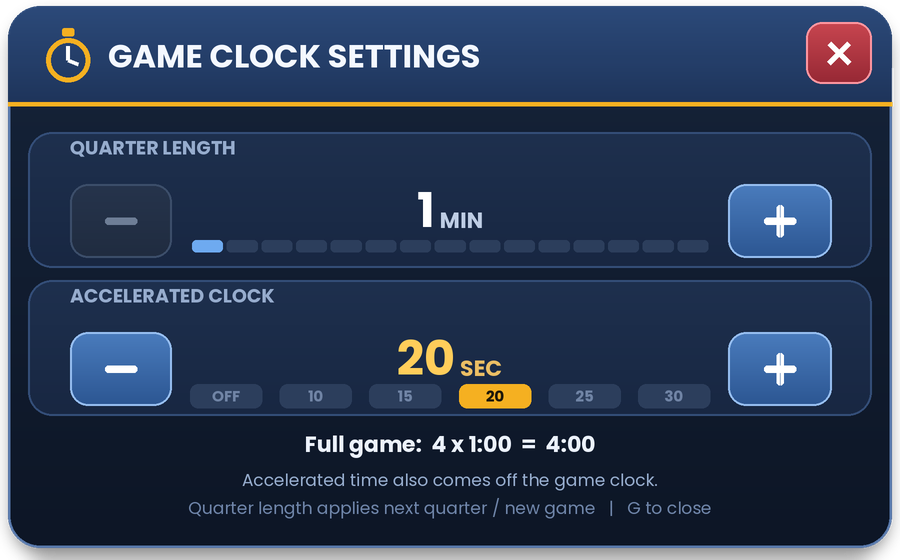 GAME CLOCK SETTINGS
QUARTER LENGTH
1 MIN
ACCELERATED CLOCK
20 SEC
OFF 10 15 20 25 30
Full game: 4 x 1:00 = 4:00
Accelerated time also comes off the game clock.
Quarter length applies next quarter / new game | G to close